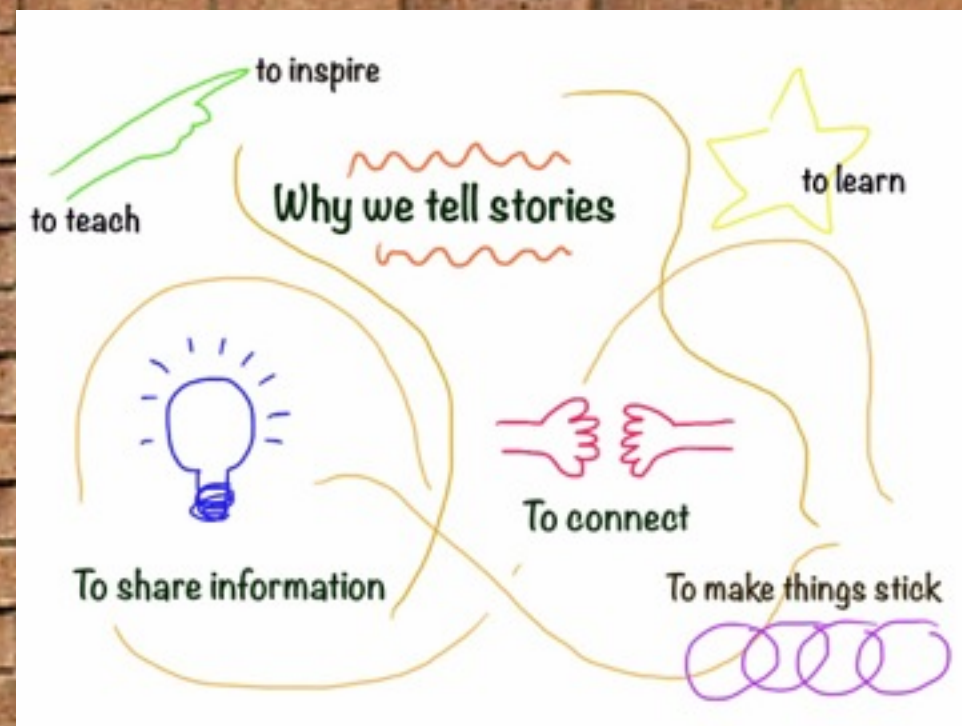 to inspire
to teach
Why we tell stories
to learn
To share information
To connect
To make things stick